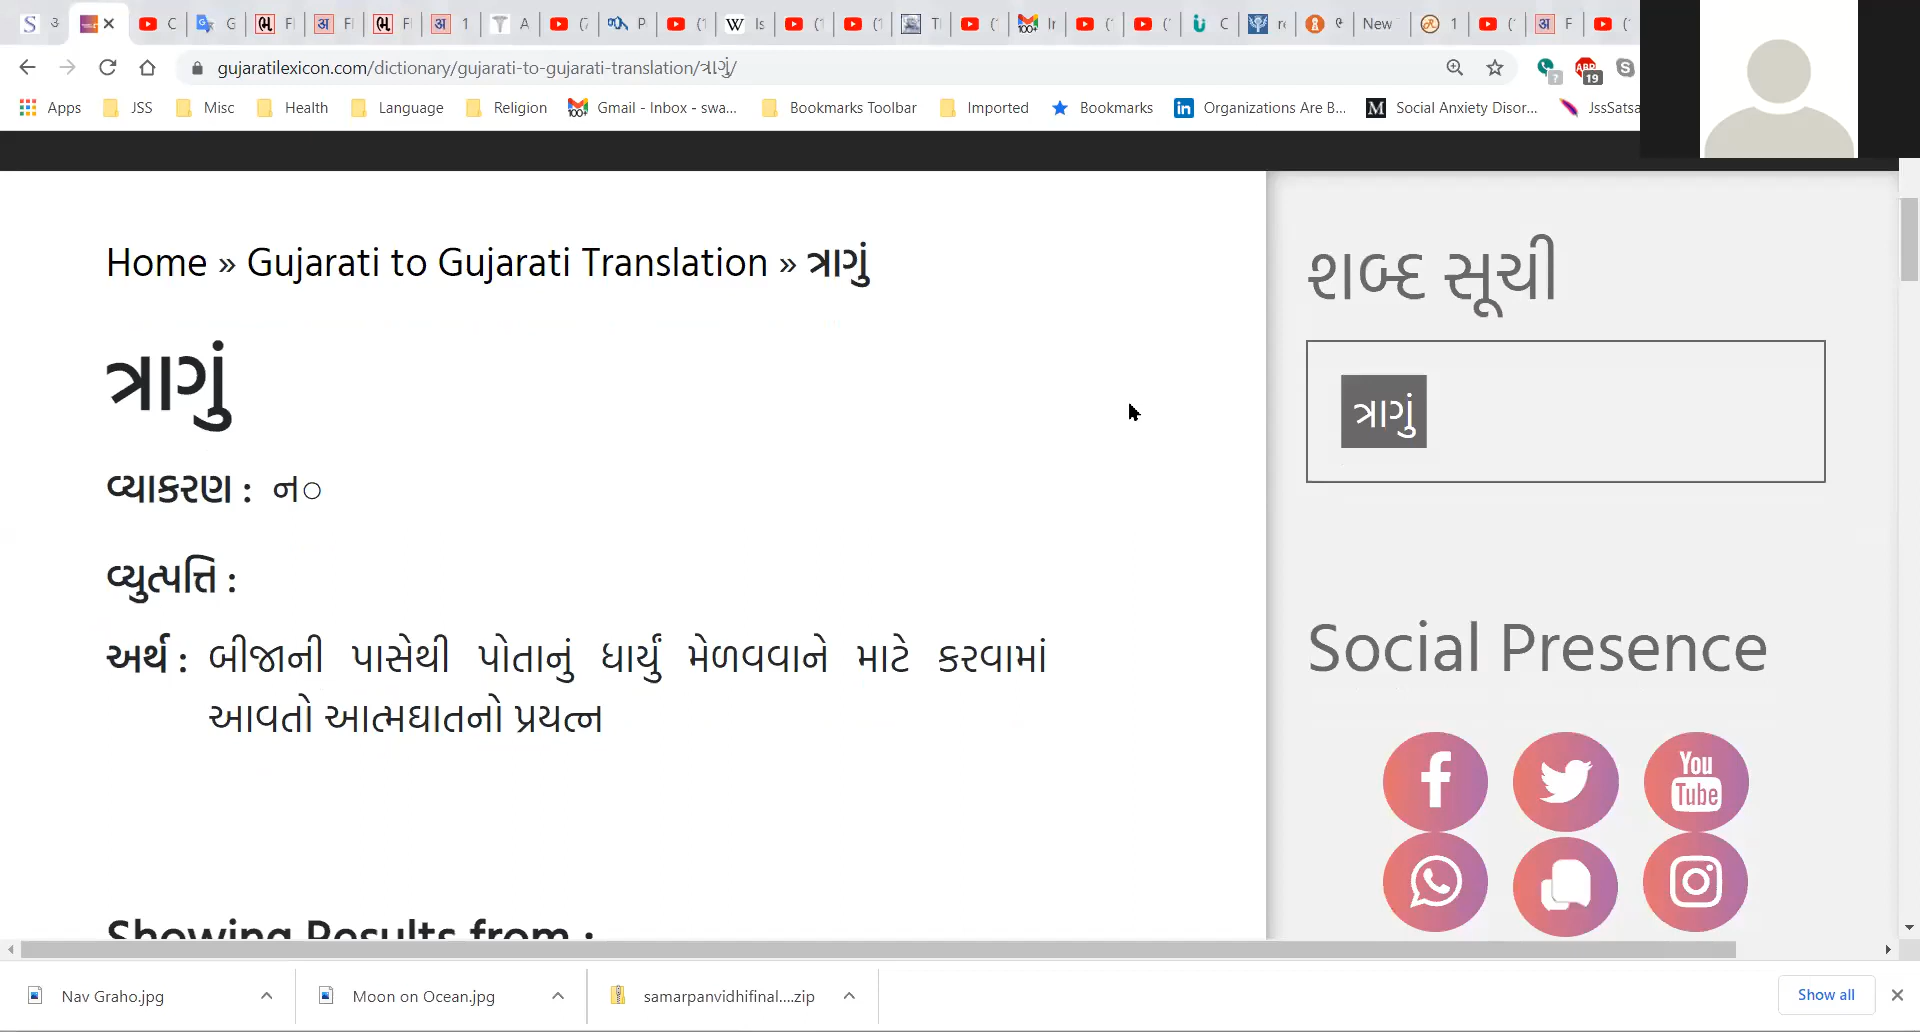 gujaratilexicon.com/dictionary/gujarati-to-gujarati-translation/ત્રાગું/
Apps JSS Misc Health Language Religion Gmail - Inbox - swa... Bookmarks Toolbar Imported Bookmarks Organizations Are B... Social Anxiety Disor... JssSatsa
Home » Gujarati to Gujarati Translation » ત્રાગું
ત્રાગું
વ્યાકરણ : ન○
વ્યુત્પત્તિ :
અર્થ : બીજાની પાસેથી પોતાનું ધાર્યું મેળવવાને માટે કરવામાં
આવતો આત્મઘાતનો પ્રયત્ન
Showing Results from :
શબ્દ સૂચી
ત્રાગું
Social Presence
You
Tube
Nav Graho.jpg Moon on Ocean.jpg samarpanvidhifinal....zip Show all